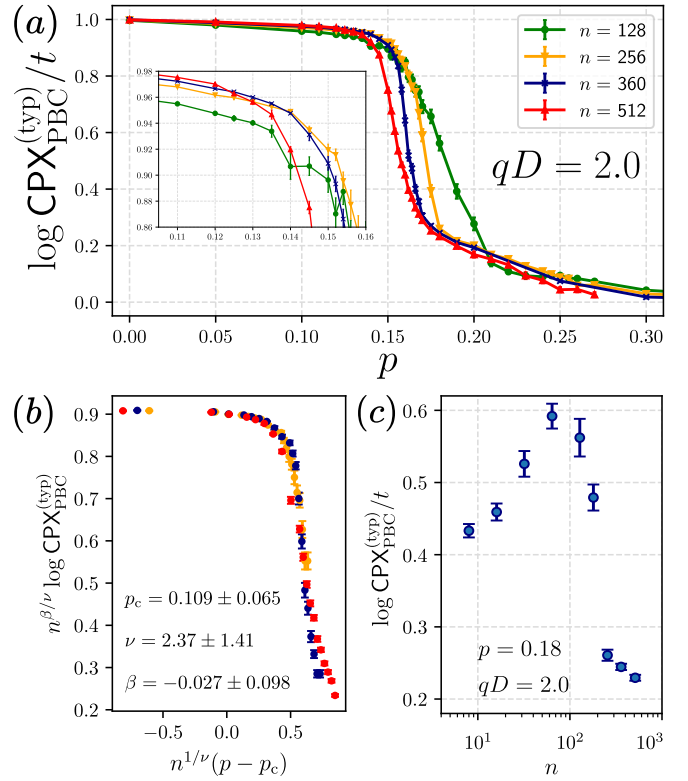 (a)
log CPX_PBC^(typ)/t
1.0
0.8
0.6
0.4
0.2
0.0
0.00 0.05 0.10 0.15 0.20 0.25 0.30
p
n = 128
n = 256
n = 360
n = 512
qD = 2.0
0.98
0.96
0.94
0.92
0.90
0.88
0.86
0.11 0.12 0.13 0.14 0.15 0.16
(b)
n^β/ν log CPX_PBC^(typ)
0.9
0.8
0.7
0.6
0.5
0.4
0.3
0.2
p_c = 0.109 ± 0.065
ν = 2.37 ± 1.41
β = −0.027 ± 0.098
−0.5 0.0 0.5
n^1/ν(p − p_c)
(c)
log CPX_PBC^(typ)/t
0.6
0.5
0.4
0.3
0.2
p = 0.18
qD = 2.0
10^1 10^2 10^3
n